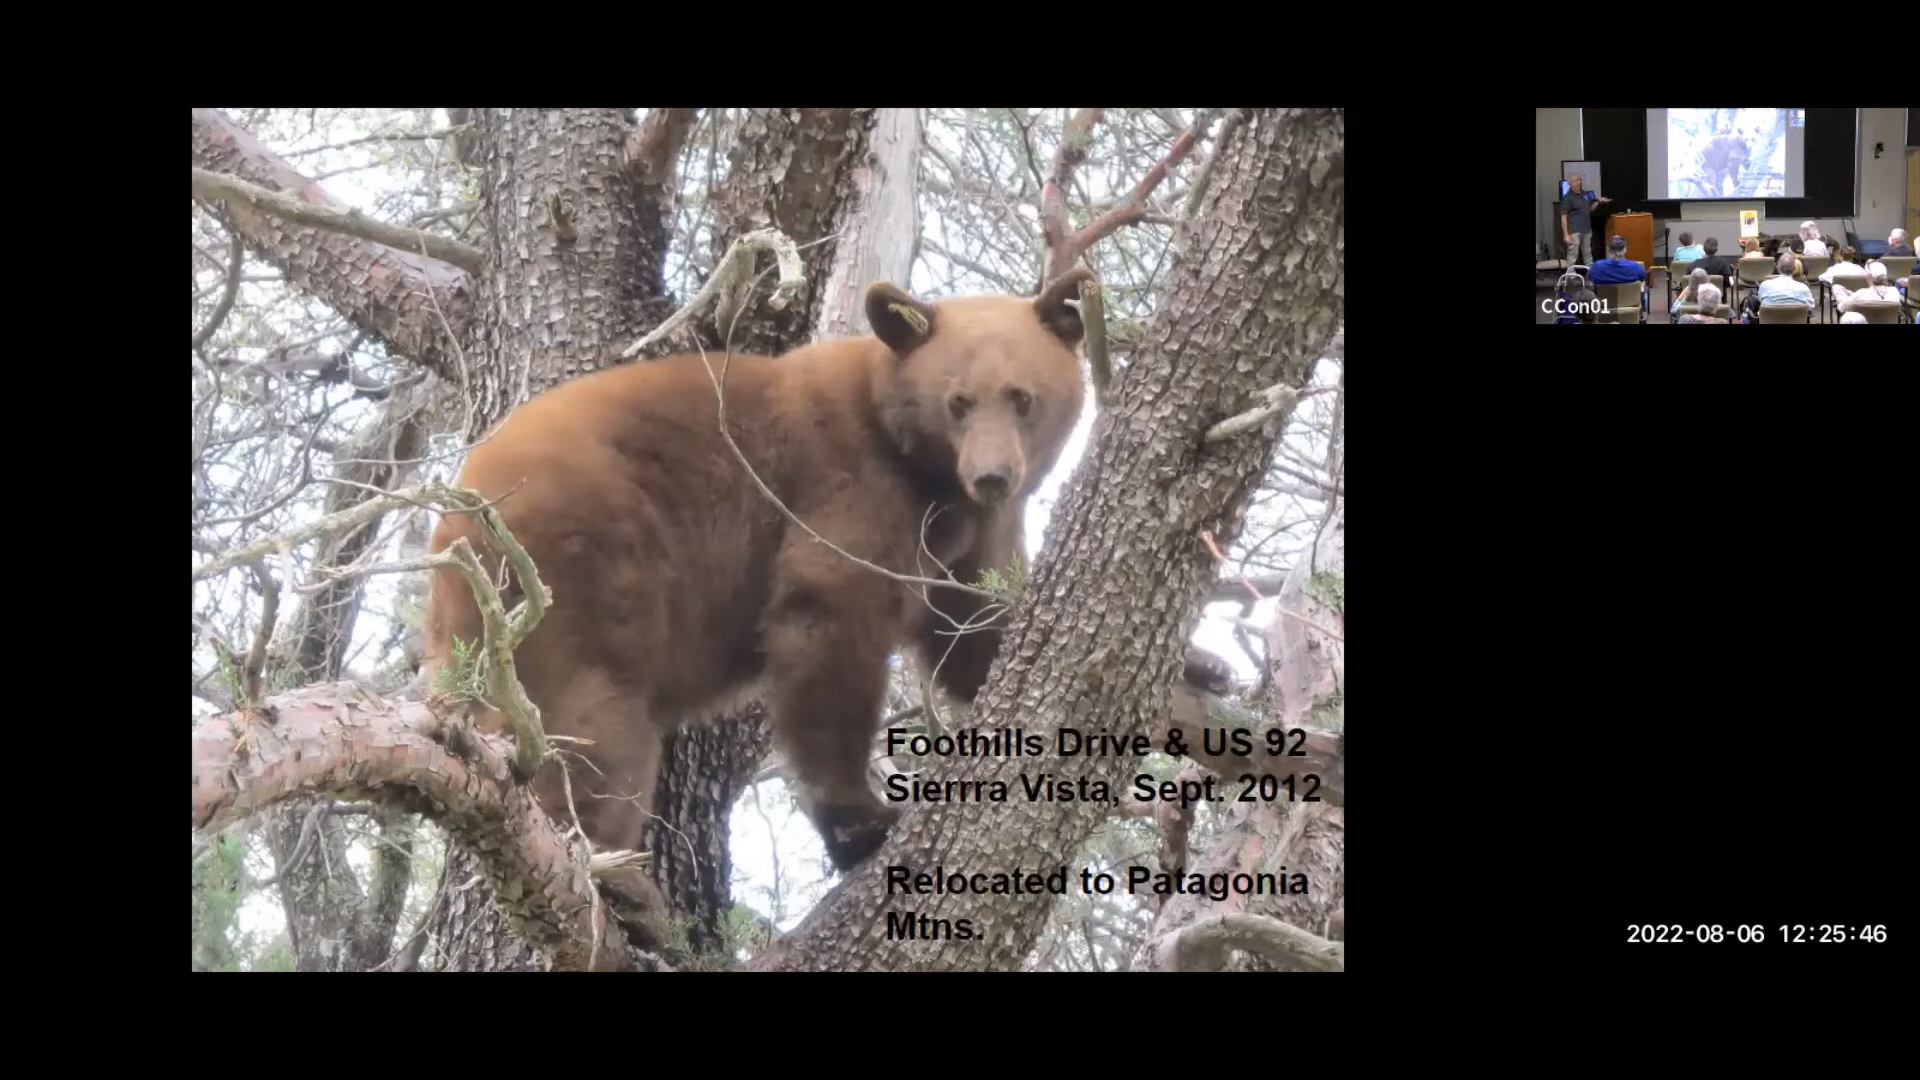 Foothills Drive & US 92
Sierrra Vista, Sept. 2012
Relocated to Patagonia
Mtns.
CCon01
2022-08-06 12:25:46